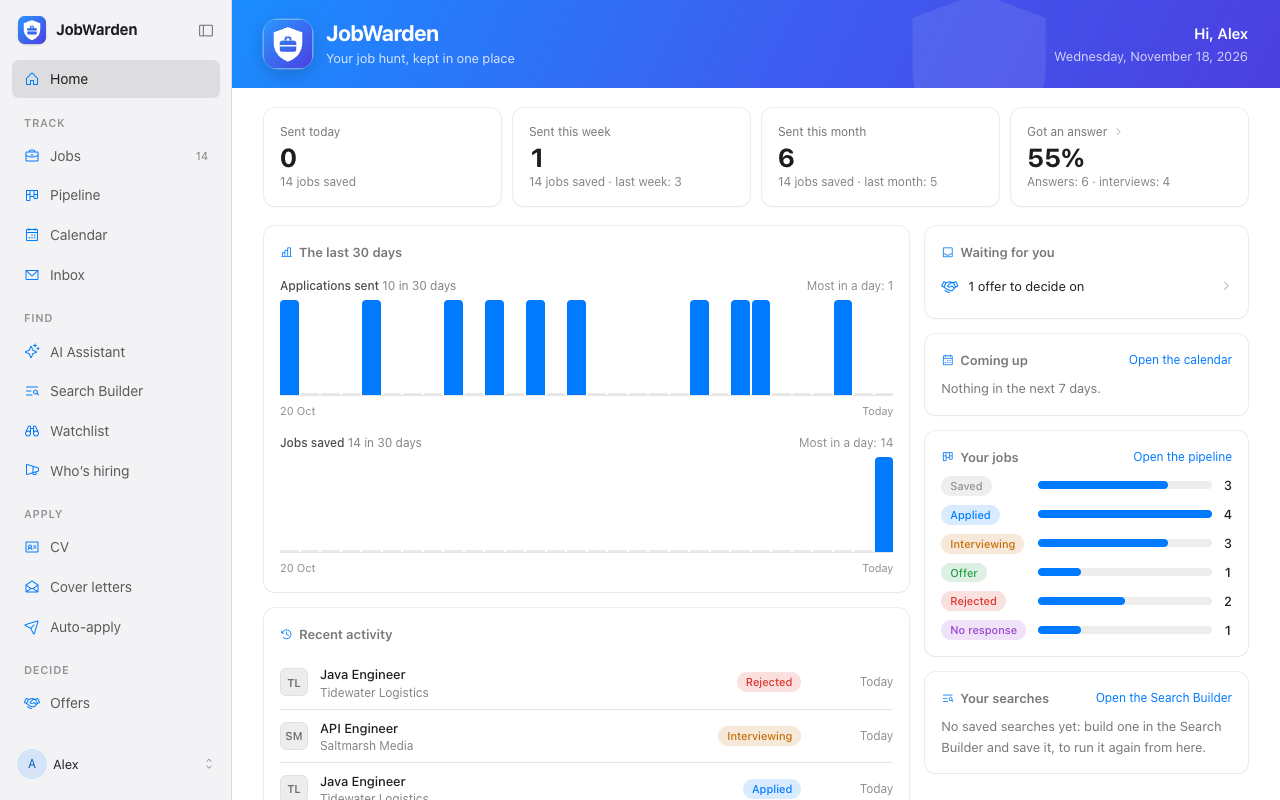 JobWarden
Home
TRACK
Jobs 14
Pipeline
Calendar
Inbox
FIND
AI Assistant
Search Builder
Watchlist
Who's hiring
APPLY
CV
Cover letters
Auto-apply
DECIDE
Offers
A Alex
JobWarden
Your job hunt, kept in one place
Hi, Alex
Wednesday, November 18, 2026
Sent today
0
14 jobs saved
Sent this week
1
14 jobs saved · last week: 3
Sent this month
6
14 jobs saved · last month: 5
Got an answer
55%
Answers: 6 · interviews: 4
The last 30 days
Applications sent 10 in 30 days Most in a day: 1
20 Oct Today
Jobs saved 14 in 30 days Most in a day: 14
20 Oct Today
Recent activity
TL Java Engineer Rejected Today
Tidewater Logistics
SM API Engineer Interviewing Today
Saltmarsh Media
TL Java Engineer Applied Today
Tidewater Logistics
Waiting for you
1 offer to decide on
Coming up Open the calendar
Nothing in the next 7 days.
Your jobs Open the pipeline
Saved 3
Applied 4
Interviewing 3
Offer 1
Rejected 2
No response 1
Your searches Open the Search Builder
No saved searches yet: build one in the Search
Builder and save it, to run it again from here.